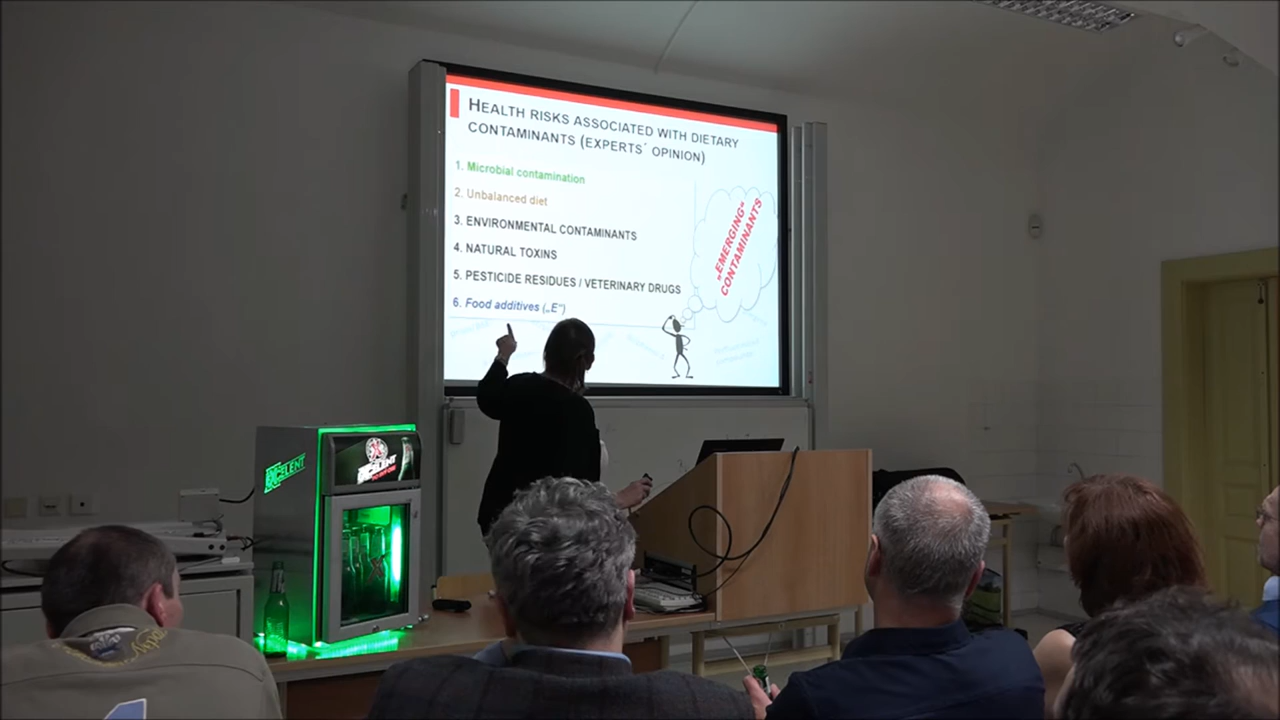 HEALTH RISKS ASSOCIATED WITH DIETARY
CONTAMINANTS (EXPERTS´ OPINION)
1. Microbial contamination
2. Unbalanced diet
3. ENVIRONMENTAL CONTAMINANTS
4. NATURAL TOXINS
5. PESTICIDE RESIDUES / VETERINARY DRUGS
6. Food additives („E“)
„EMERGING“
CONTAMINANTS